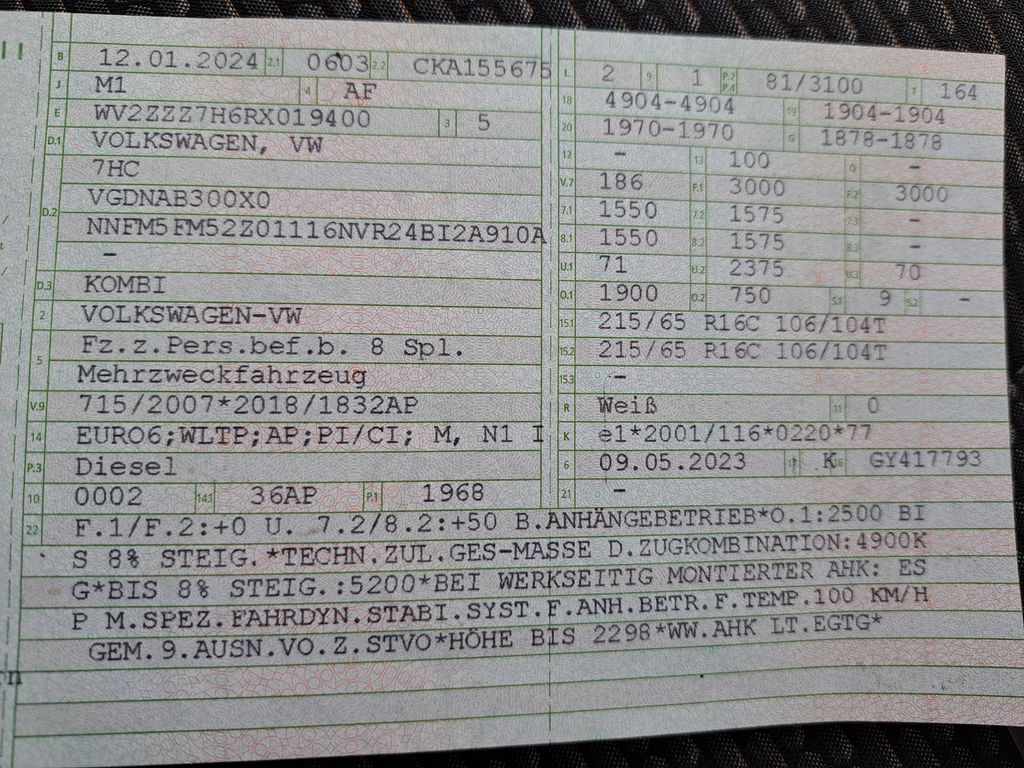 B 12.01.2024 2.1 0603 2.2 CKA155675
J M1 4 AF
E WV2ZZZ7H6RX019400 3 5
D.1 VOLKSWAGEN, VW
7HC
D.2 VGDNAB300X0
NNFM5FM52Z01116NVR24BI2A910A
-
D.3 KOMBI
2 VOLKSWAGEN-VW
5 Fz.z.Pers.bef.b. 8 Spl.
Mehrzweckfahrzeug
V.9 715/2007*2018/1832AP
14 EURO6;WLTP;AP;PI/CI; M, N1 I
P.3 Diesel
10 0002 14.1 36AP P.1 1968
L 2 9 1 P.2 P.4 81/3100 T 164
18 4904-4904 19 1904-1904
20 1970-1970 G 1878-1878
12 - 13 100 Q -
V.7 186 F.1 3000 F.2 3000
7.1 1550 7.2 1575 7.3 -
8.1 1550 8.2 1575 8.3 -
U.1 71 U.2 2375 U.3 70
O.1 1900 O.2 750 S.1 9 S.2 -
15.1 215/65 R16C 106/104T
15.2 215/65 R16C 106/104T
15.3 -
R Weiß 11 0
K e1*2001/116*0220*77
6 09.05.2023 17 K 16 GY417793
21 -
22 F.1/F.2:+0 U. 7.2/8.2:+50 B.ANHÄNGEBETRIEB*O.1:2500 BI
S 8% STEIG.*TECHN.ZUL.GES-MASSE D.ZUGKOMBINATION:4900K
G*BIS 8% STEIG.:5200*BEI WERKSEITIG MONTIERTER AHK: ES
P M.SPEZ.FAHRDYN.STABI.SYST.F.ANH.BETR.F.TEMP.100 KM/H
GEM.9.AUSN.VO.Z.STVO*HÖHE BIS 2298*WW.AHK LT.EGTG*